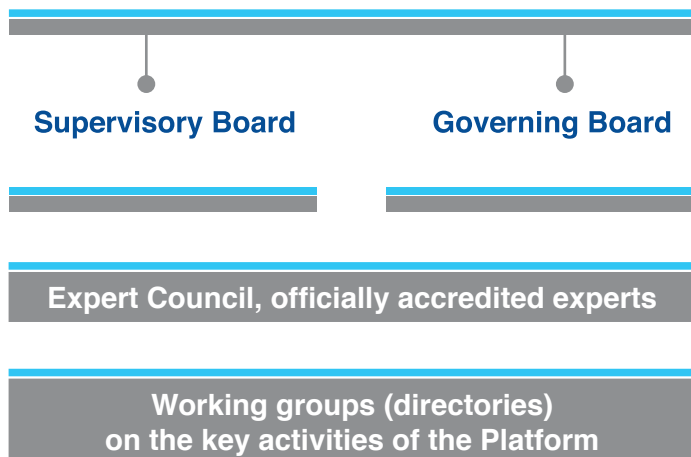 Supervisory Board
Governing Board
Expert Council, officially accredited experts
Working groups (directories)
on the key activities of the Platform